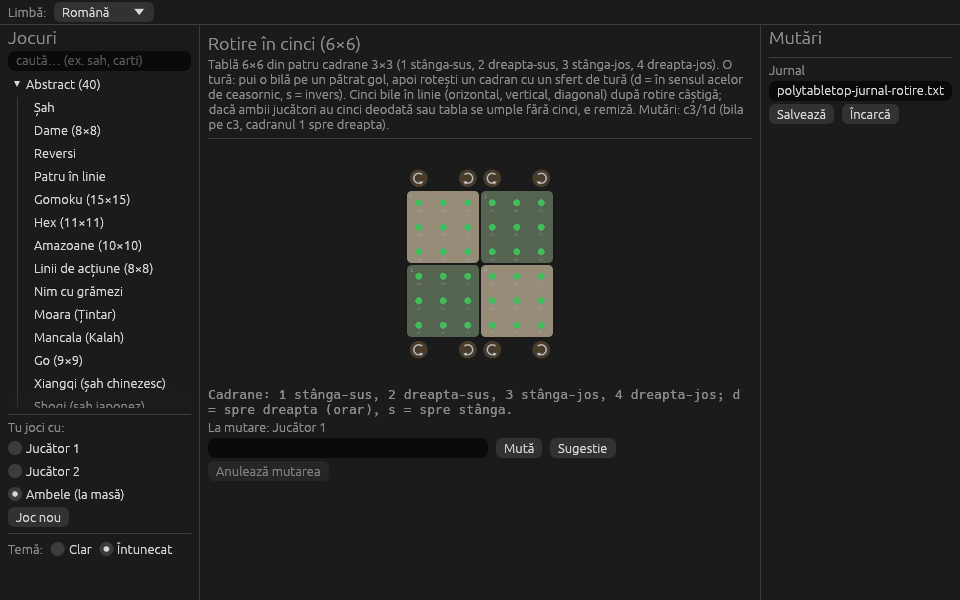 Limbă: Română
Jocuri
caută... (ex. sah, carti)
Abstract (40)
Șah
Dame (8×8)
Reversi
Patru în linie
Gomoku (15×15)
Hex (11×11)
Amazoane (10×10)
Linii de acțiune (8×8)
Nim cu grămezi
Moara (Țintar)
Mancala (Kalah)
Go (9×9)
Xiangqi (șah chinezesc)
Shogi (șah japonez)
Tu joci cu:
Jucător 1
Jucător 2
Ambele (la masă)
Joc nou
Temă: Clar Întunecat
Rotire în cinci (6×6)
Tablă 6×6 din patru cadrane 3×3 (1 stânga-sus, 2 dreapta-sus, 3 stânga-jos, 4 dreapta-jos). O
tură: pui o bilă pe un pătrat gol, apoi rotești un cadran cu un sfert de tură (d = în sensul acelor
de ceasornic, s = invers). Cinci bile în linie (orizontal, vertical, diagonal) după rotire câștigă;
dacă ambii jucători au cinci deodată sau tabla se umple fără cinci, e remiză. Mutări: c3/1d (bila
pe c3, cadranul 1 spre dreapta).
Cadrane: 1 stânga-sus, 2 dreapta-sus, 3 stânga-jos, 4 dreapta-jos; d
= spre dreapta (orar), s = spre stânga.
La mutare: Jucător 1
Mută Sugestie
Anulează mutarea
Mutări
Jurnal
polytabletop-jurnal-rotire.txt
Salvează Încarcă